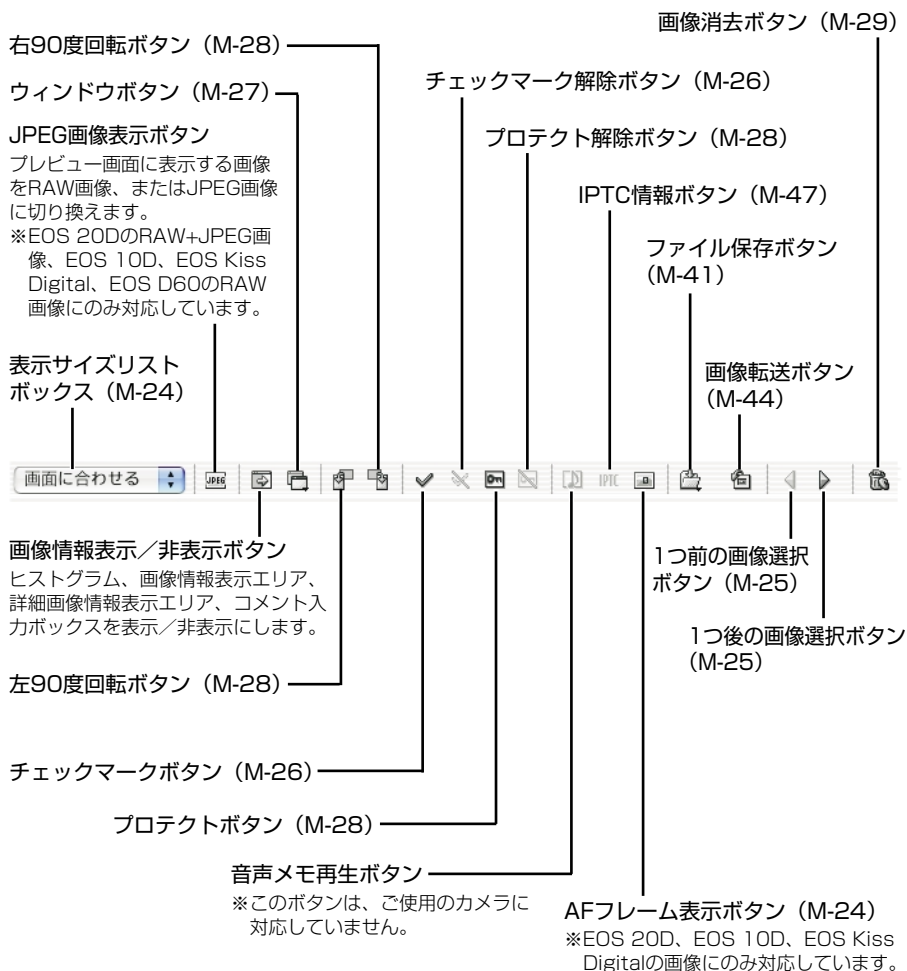 画像消去ボタン（M-29）
右90度回転ボタン（M-28）
チェックマーク解除ボタン（M-26）
ウィンドウボタン（M-27）
プロテクト解除ボタン（M-28）
JPEG画像表示ボタン
プレビュー画面に表示する画像
をRAW画像、またはJPEG画像
に切り換えます。
※EOS 20DのRAW+JPEG画
像、EOS 10D、EOS Kiss
Digital、EOS D60のRAW
画像にのみ対応しています。
IPTC情報ボタン（M-47）
ファイル保存ボタン
（M-41）
表示サイズリスト
ボックス（M-24）
画像転送ボタン
（M-44）
画面に合わせる
JPEG
IPTC
画像情報表示／非表示ボタン
ヒストグラム、画像情報表示エリア、
詳細画像情報表示エリア、コメント入
力ボックスを表示／非表示にします。
1つ前の画像選択
ボタン（M-25）
1つ後の画像選択ボタン
（M-25）
左90度回転ボタン（M-28）
チェックマークボタン（M-26）
プロテクトボタン（M-28）
音声メモ再生ボタン
※このボタンは、ご使用のカメラに
対応していません。
AFフレーム表示ボタン（M-24）
※EOS 20D、EOS 10D、EOS Kiss
Digitalの画像にのみ対応しています。